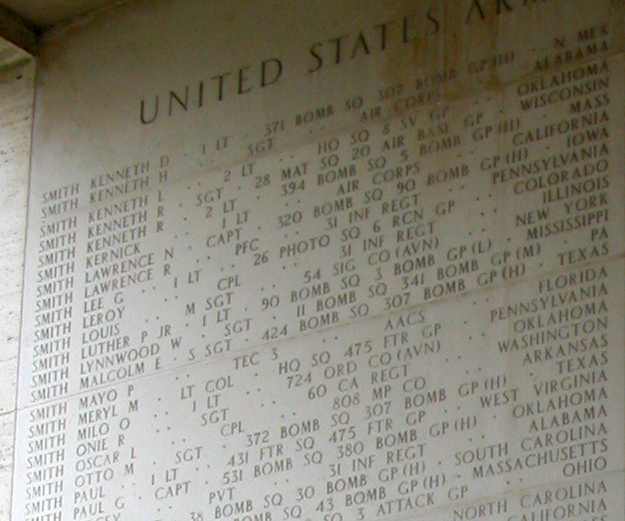 UNITED STATES
SMITH KENNETH D · 1 LT · 371 BOMB SQ 307 BOMB GP (H) · N MEX
SMITH KENNETH H · SGT · AIR CORPS · ALABAMA
SMITH KENNETH L · 2 LT · HQ SQ 8 SV GP · OKLAHOMA
SMITH KENNETH R · SGT · 28 MAT SQ 20 AIR BASE GP · WISCONSIN
SMITH KENNETH R · 2 LT · 394 BOMB SQ 5 BOMB GP (H) · MASS
SMITH KERNICK · 1 LT · AIR CORPS · CALIFORNIA
SMITH LAWRENCE N · CAPT · 320 BOMB SQ 90 BOMB GP (H) · IOWA
SMITH LAWRENCE R · PFC · 31 INF REGT · PENNSYLVANIA
SMITH LEE G · 1 LT · 26 PHOTO SQ 6 RCN GP · COLORADO
SMITH LEROY · CPL · 31 INF REGT · ILLINOIS
SMITH LOUIS · M SGT · 54 SIG CO (AVN) · NEW YORK
SMITH LUTHER P JR · 1 LT · 90 BOMB SQ 3 BOMB GP (L) · MISSISSIPPI
SMITH LYNNWOOD W · SGT · 11 BOMB SQ 341 BOMB GP (M) · PA
SMITH MALCOLM E · S SGT · 424 BOMB SQ 307 BOMB GP (H) · TEXAS
SMITH MAYO P · TEC 3 · AACS · FLORIDA
SMITH MERYL M · LT COL · HQ SQ 475 FTR GP · PENNSYLVANIA
SMITH MILO O · 1 LT · 724 ORD CO (AVN) · OKLAHOMA
SMITH ONIE R · SGT · 60 CA REGT · WASHINGTON
SMITH OSCAR L · CPL · 808 MP CO · ARKANSAS
SMITH OTTO M · SGT · 372 BOMB SQ 307 BOMB GP (H) · TEXAS
SMITH PAUL · 1 LT · 431 FTR SQ 475 FTR GP · WEST VIRGINIA
SMITH PAUL G · CAPT · 531 BOMB SQ 380 BOMB GP (H) · OKLAHOMA
PVT · 31 INF REGT · ALABAMA
38 BOMB SQ 30 BOMB GP (H) · SOUTH CAROLINA
SQ 43 BOMB GP (H) · MASSACHUSETTS
SQ 3 ATTACK GP · OHIO
NORTH CAROLINA
CALIFORNIA